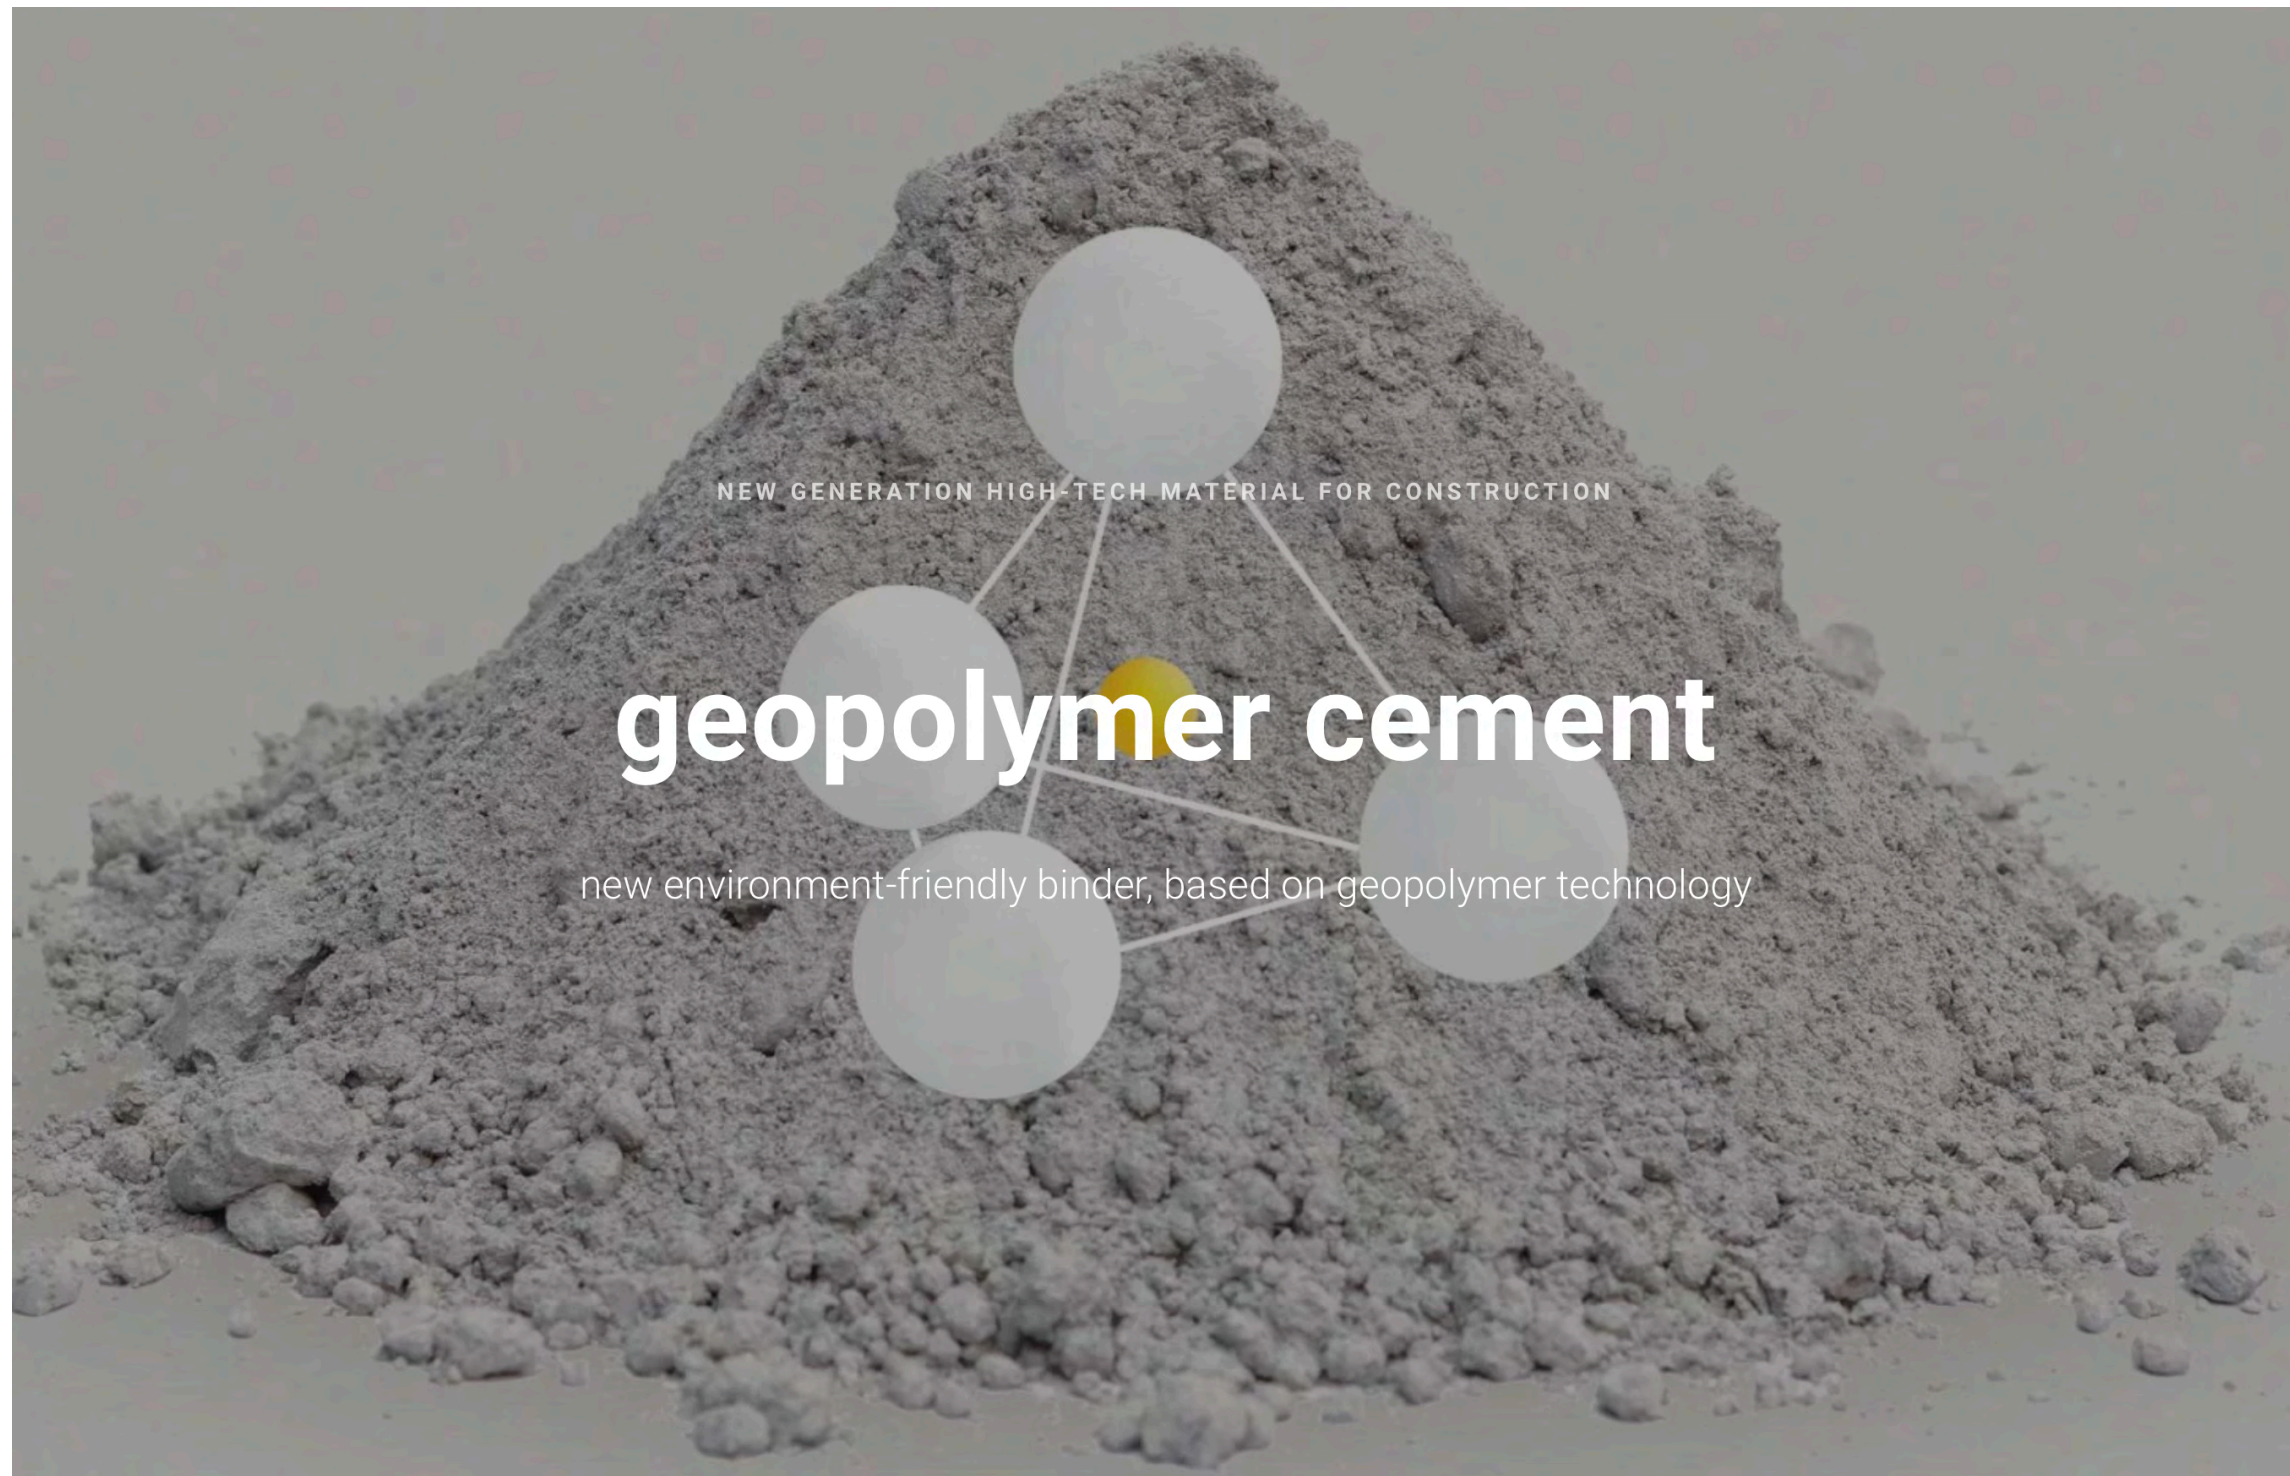 NEW GENERATION HIGH-TECH MATERIAL FOR CONSTRUCTION
geopolymer cement
new environment-friendly binder, based on geopolymer technology